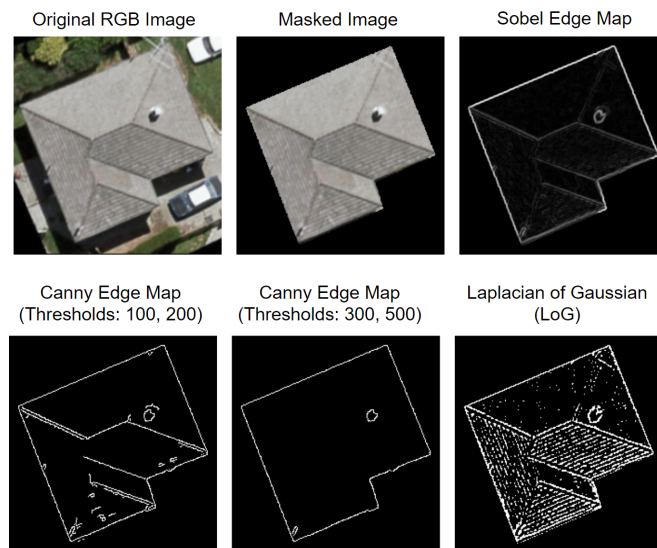 Original RGB Image
Masked Image
Sobel Edge Map
Canny Edge Map
(Thresholds: 100, 200)
Canny Edge Map
(Thresholds: 300, 500)
Laplacian of Gaussian
(LoG)